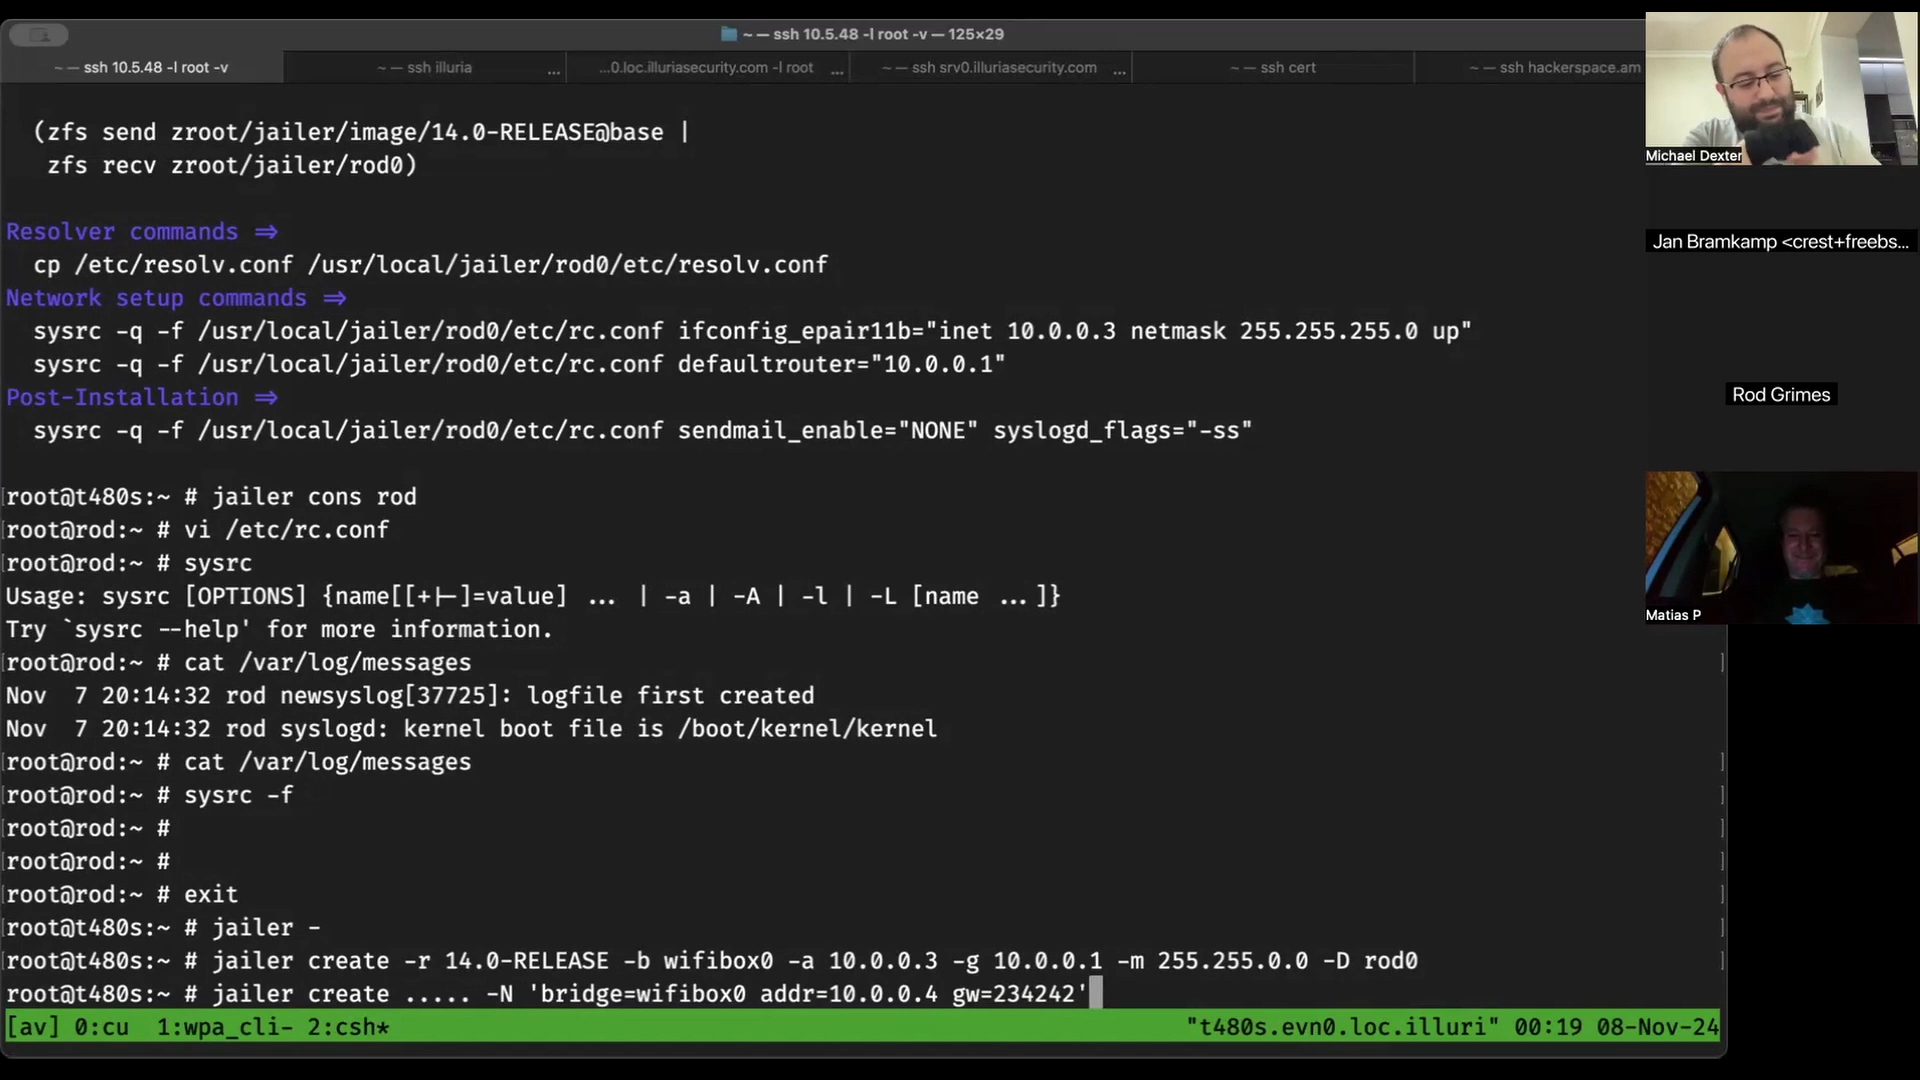 ~ — ssh 10.5.48 -l root -v — 125×29
~ — ssh 10.5.48 -l root -v
~ — ssh illuria ...
...0.loc.illuriasecurity.com -l root ...
~ — ssh srv0.illuriasecurity.com ...
~ — ssh cert
~ — ssh hackerspace.am
(zfs send zroot/jailer/image/14.0-RELEASE@base |
zfs recv zroot/jailer/rod0)
Resolver commands ⇒
cp /etc/resolv.conf /usr/local/jailer/rod0/etc/resolv.conf
Network setup commands ⇒
sysrc -q -f /usr/local/jailer/rod0/etc/rc.conf ifconfig_epair11b="inet 10.0.0.3 netmask 255.255.255.0 up"
sysrc -q -f /usr/local/jailer/rod0/etc/rc.conf defaultrouter="10.0.0.1"
Post-Installation ⇒
sysrc -q -f /usr/local/jailer/rod0/etc/rc.conf sendmail_enable="NONE" syslogd_flags="-ss"
[root@t480s:~ # jailer cons rod
[root@rod:~ # vi /etc/rc.conf
[root@rod:~ # sysrc
Usage: sysrc [OPTIONS] {name[[+|-]=value] ... | -a | -A | -l | -L [name ...]}
Try `sysrc --help' for more information.
[root@rod:~ # cat /var/log/messages ]
Nov  7 20:14:32 rod newsyslog[37725]: logfile first created
Nov  7 20:14:32 rod syslogd: kernel boot file is /boot/kernel/kernel
[root@rod:~ # cat /var/log/messages ]
[root@rod:~ # sysrc -f ]
[root@rod:~ # ]
[root@rod:~ # ]
[root@rod:~ # exit ]
[root@t480s:~ # jailer - ]
[root@t480s:~ # jailer create -r 14.0-RELEASE -b wifibox0 -a 10.0.0.3 -g 10.0.0.1 -m 255.255.0.0 -D rod0 ]
root@t480s:~ # jailer create ..... -N 'bridge=wifibox0 addr=10.0.0.4 gw=234242'
[av] 0:cu  1:wpa_cli- 2:csh* "t480s.evn0.loc.illuri" 00:19 08-Nov-24
Michael Dexter
Jan Bramkamp <crest+freebs...
Rod Grimes
Matias P